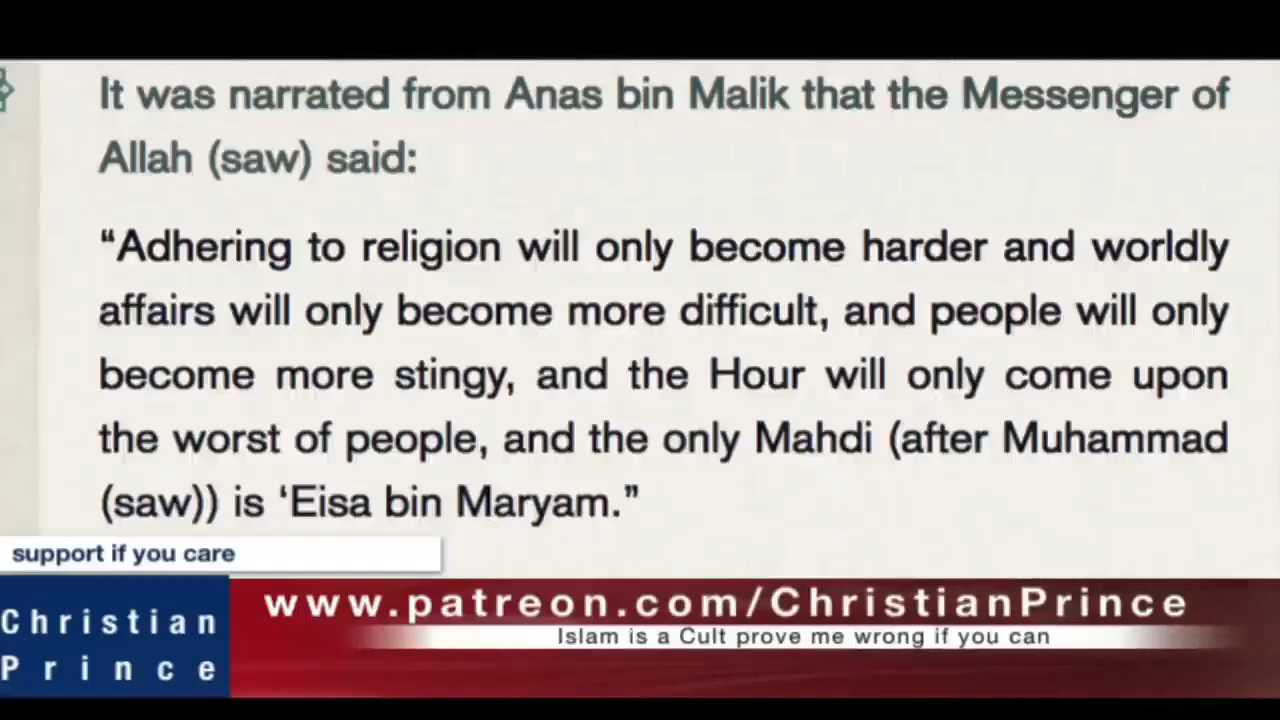 It was narrated from Anas bin Malik that the Messenger of
Allah (saw) said:
“Adhering to religion will only become harder and worldly
affairs will only become more difficult, and people will only
become more stingy, and the Hour will only come upon
the worst of people, and the only Mahdi (after Muhammad
(saw)) is ‘Eisa bin Maryam.”
support if you care
Christian
Prince
www.patreon.com/ChristianPrince
Islam is a Cult prove me wrong if you can